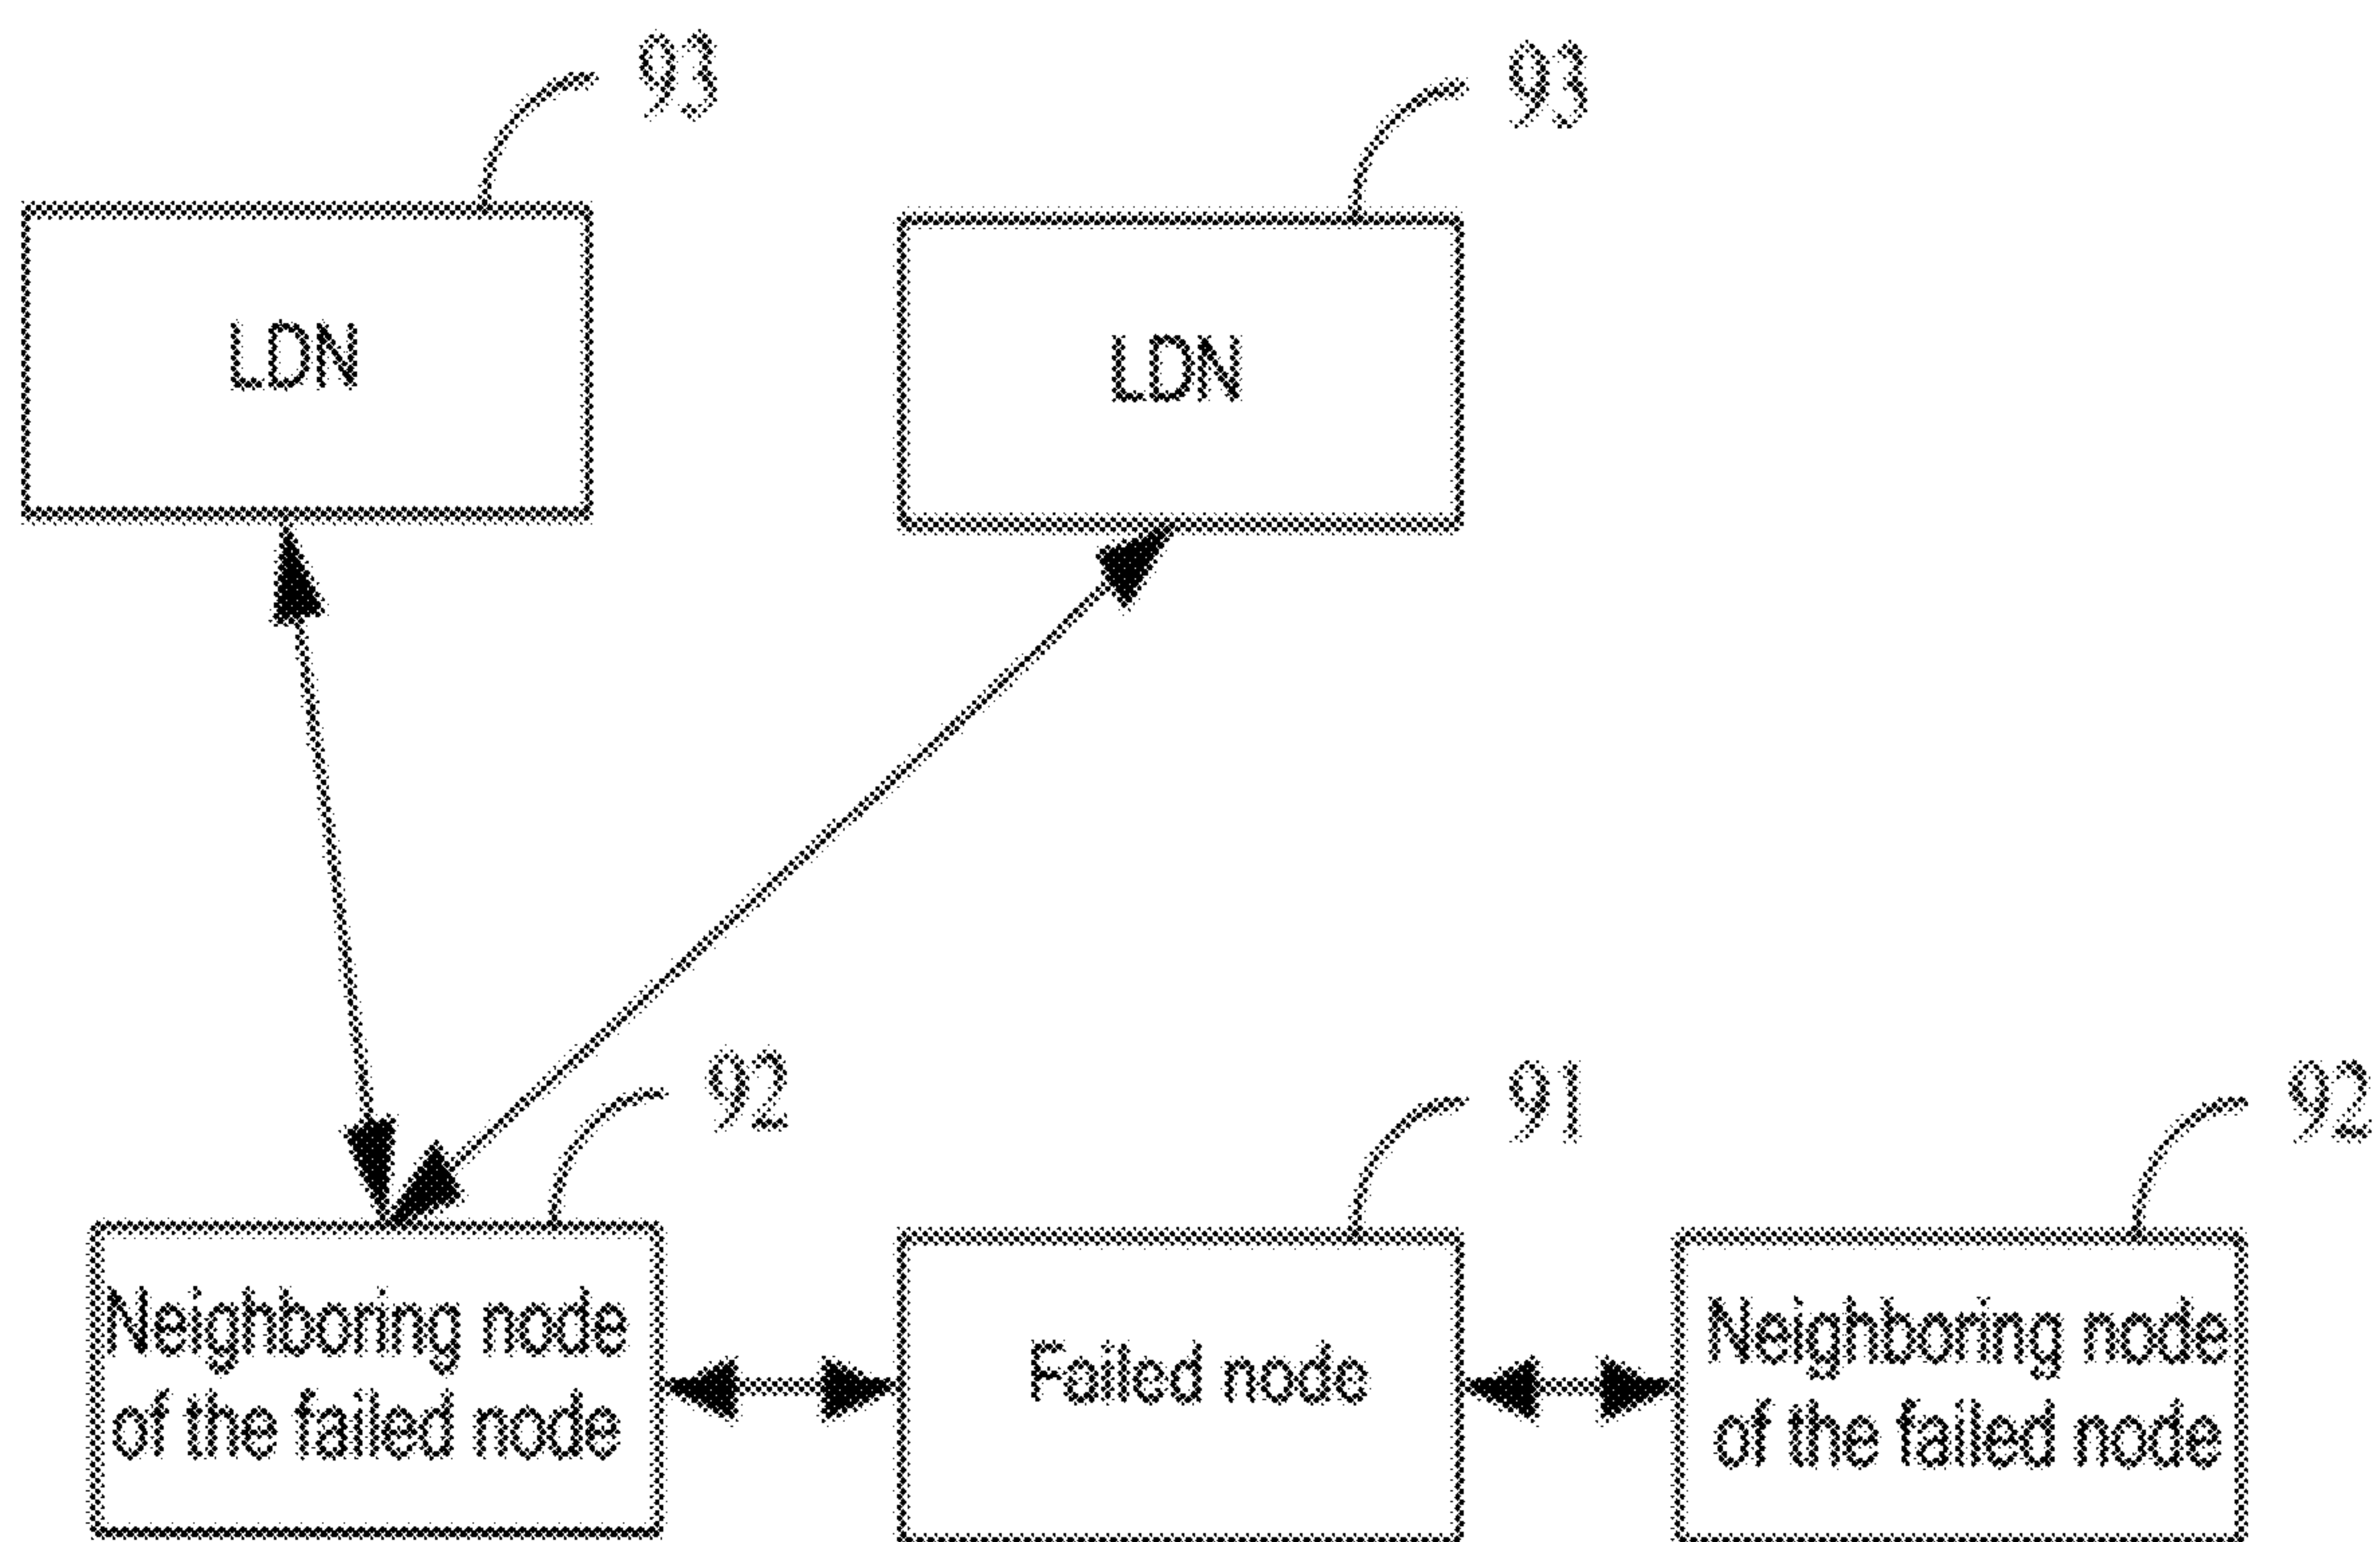 93
93
LDN
LDN
92
91
92
Neighboring node
of the failed node
Failed node
Neighboring node
of the failed node